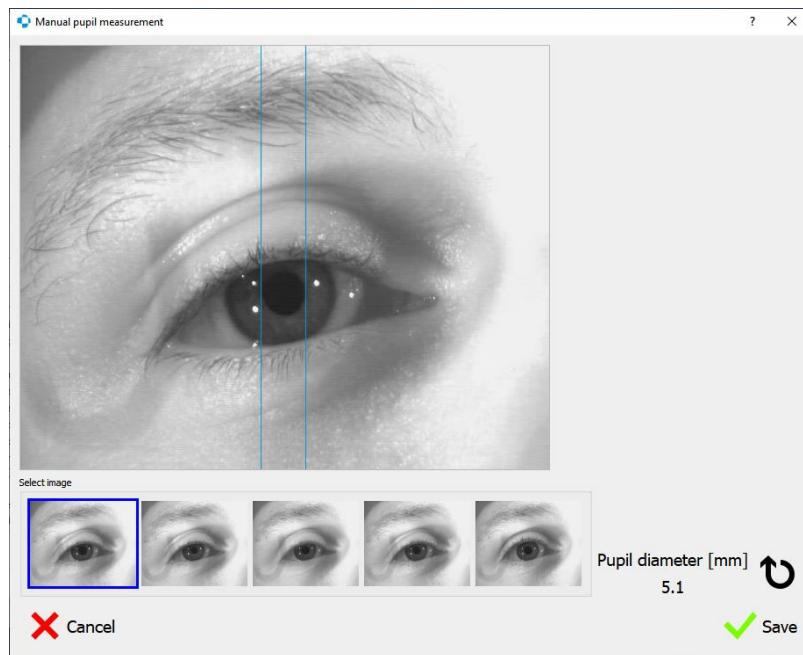 Manual pupil measurement
Select image
Pupil diameter [mm]
5.1
Cancel
Save